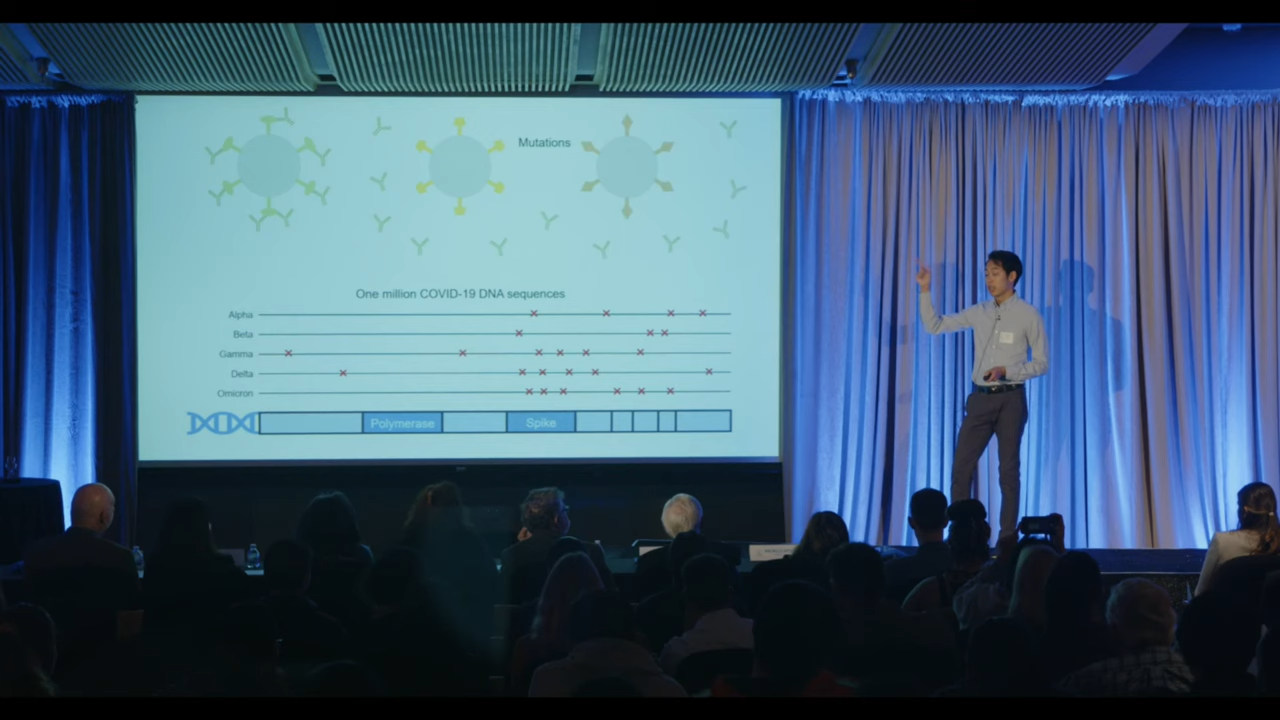 Mutations
One million COVID-19 DNA sequences
Alpha
Beta
Gamma
Delta
Omicron
Polymerase
Spike